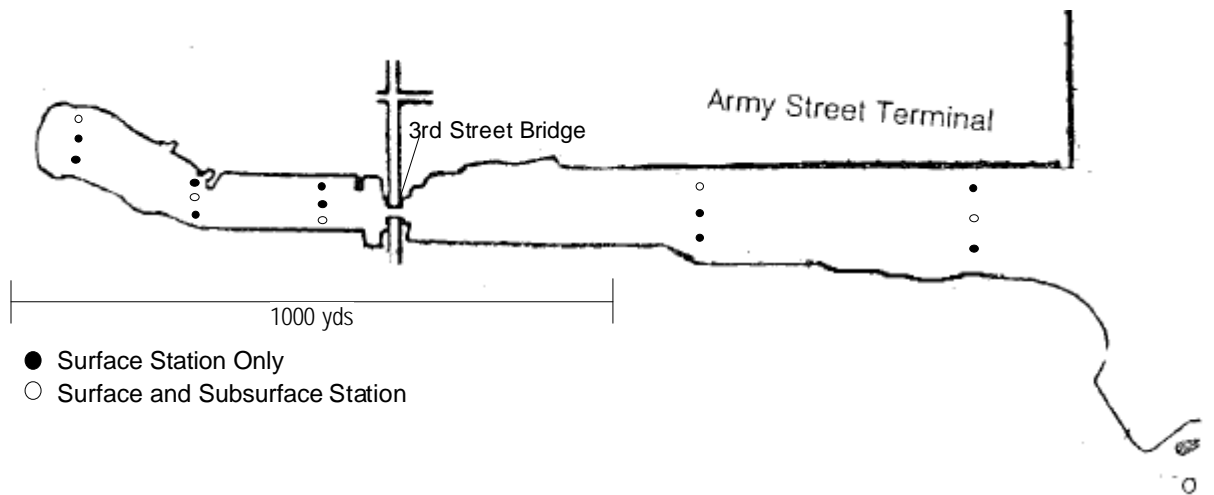 Army Street Terminal
3rd Street Bridge
1000 yds
Surface Station Only
Surface and Subsurface Station